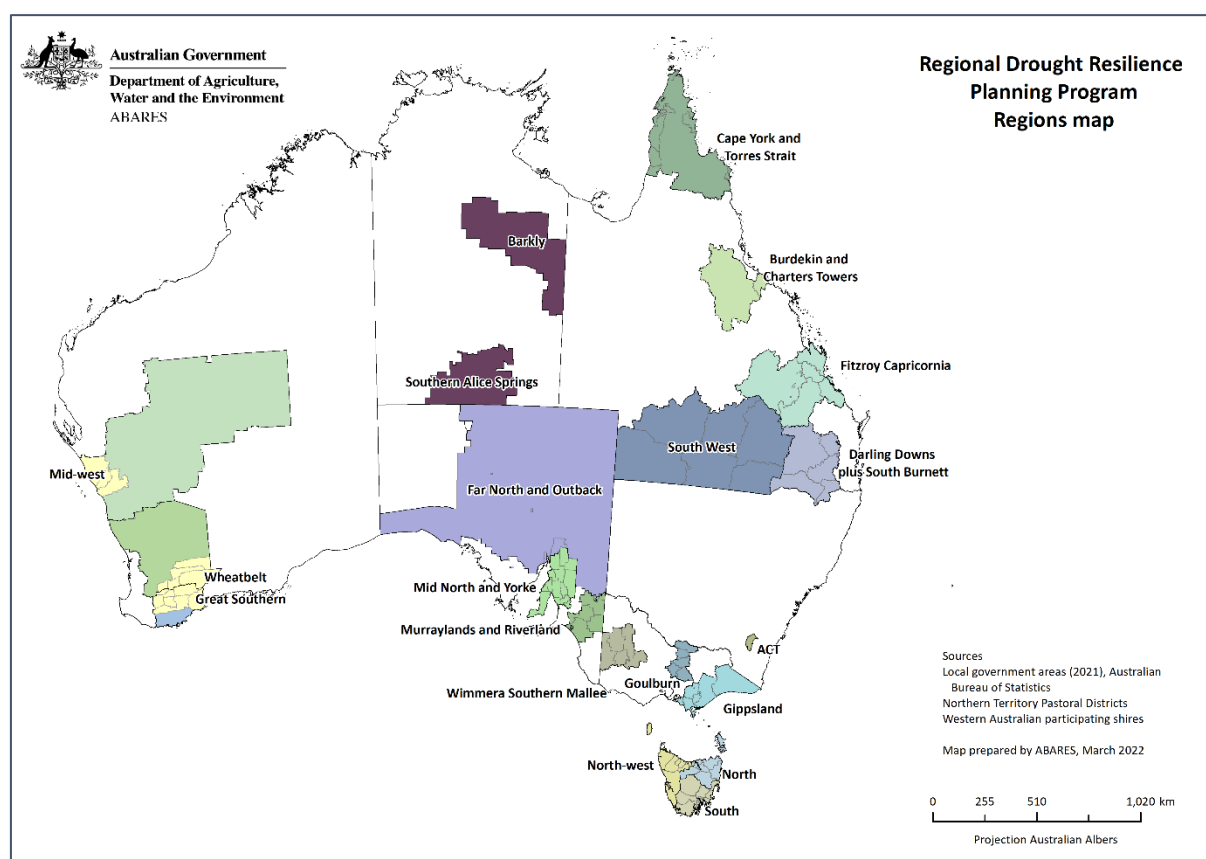 Australian Government
Department of Agriculture,
Water and the Environment
ABARES
Regional Drought Resilience
Planning Program
Regions map
Cape York and
Torres Strait
Barkly
Burdekin and
Charters Towers
Southern Alice Springs
Fitzroy Capricornia
South West
Darling Downs
plus South Burnett
Mid-west
Far North and Outback
Wheatbelt
Great Southern
Mid North and Yorke
Murraylands and Riverland
ACT
Goulburn
Wimmera Southern Mallee
Gippsland
North-west
North
South
Sources
Local government areas (2021), Australian
Bureau of Statistics
Northern Territory Pastoral Districts
Western Australian participating shires
Map prepared by ABARES, March 2022
0 255 510 1,020 km
Projection Australian Albers